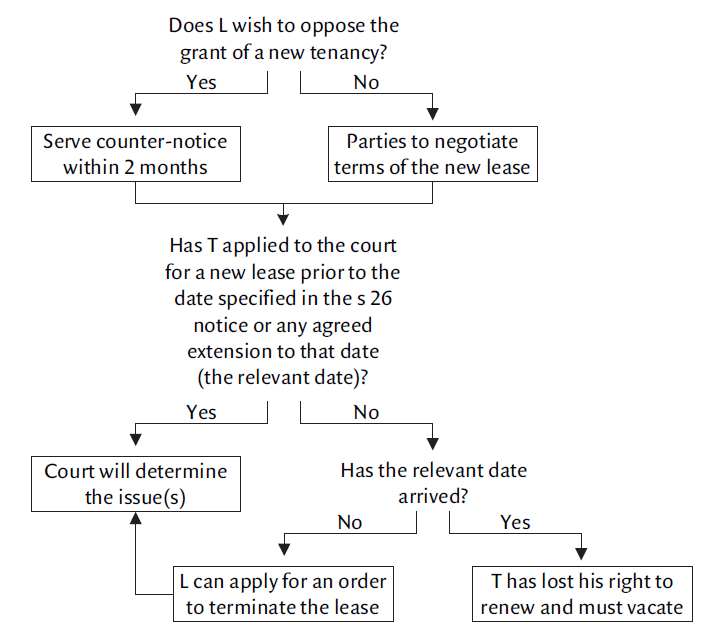 Does L wish to oppose the
grant of a new tenancy?
Yes
No
Serve counter-notice
within 2 months
Parties to negotiate
terms of the new lease
Has T applied to the court
for a new lease prior to the
date specified in the s 26
notice or any agreed
extension to that date
(the relevant date)?
Yes
No
Court will determine
the issue(s)
Has the relevant date
arrived?
No
Yes
L can apply for an order
to terminate the lease
T has lost his right to
renew and must vacate